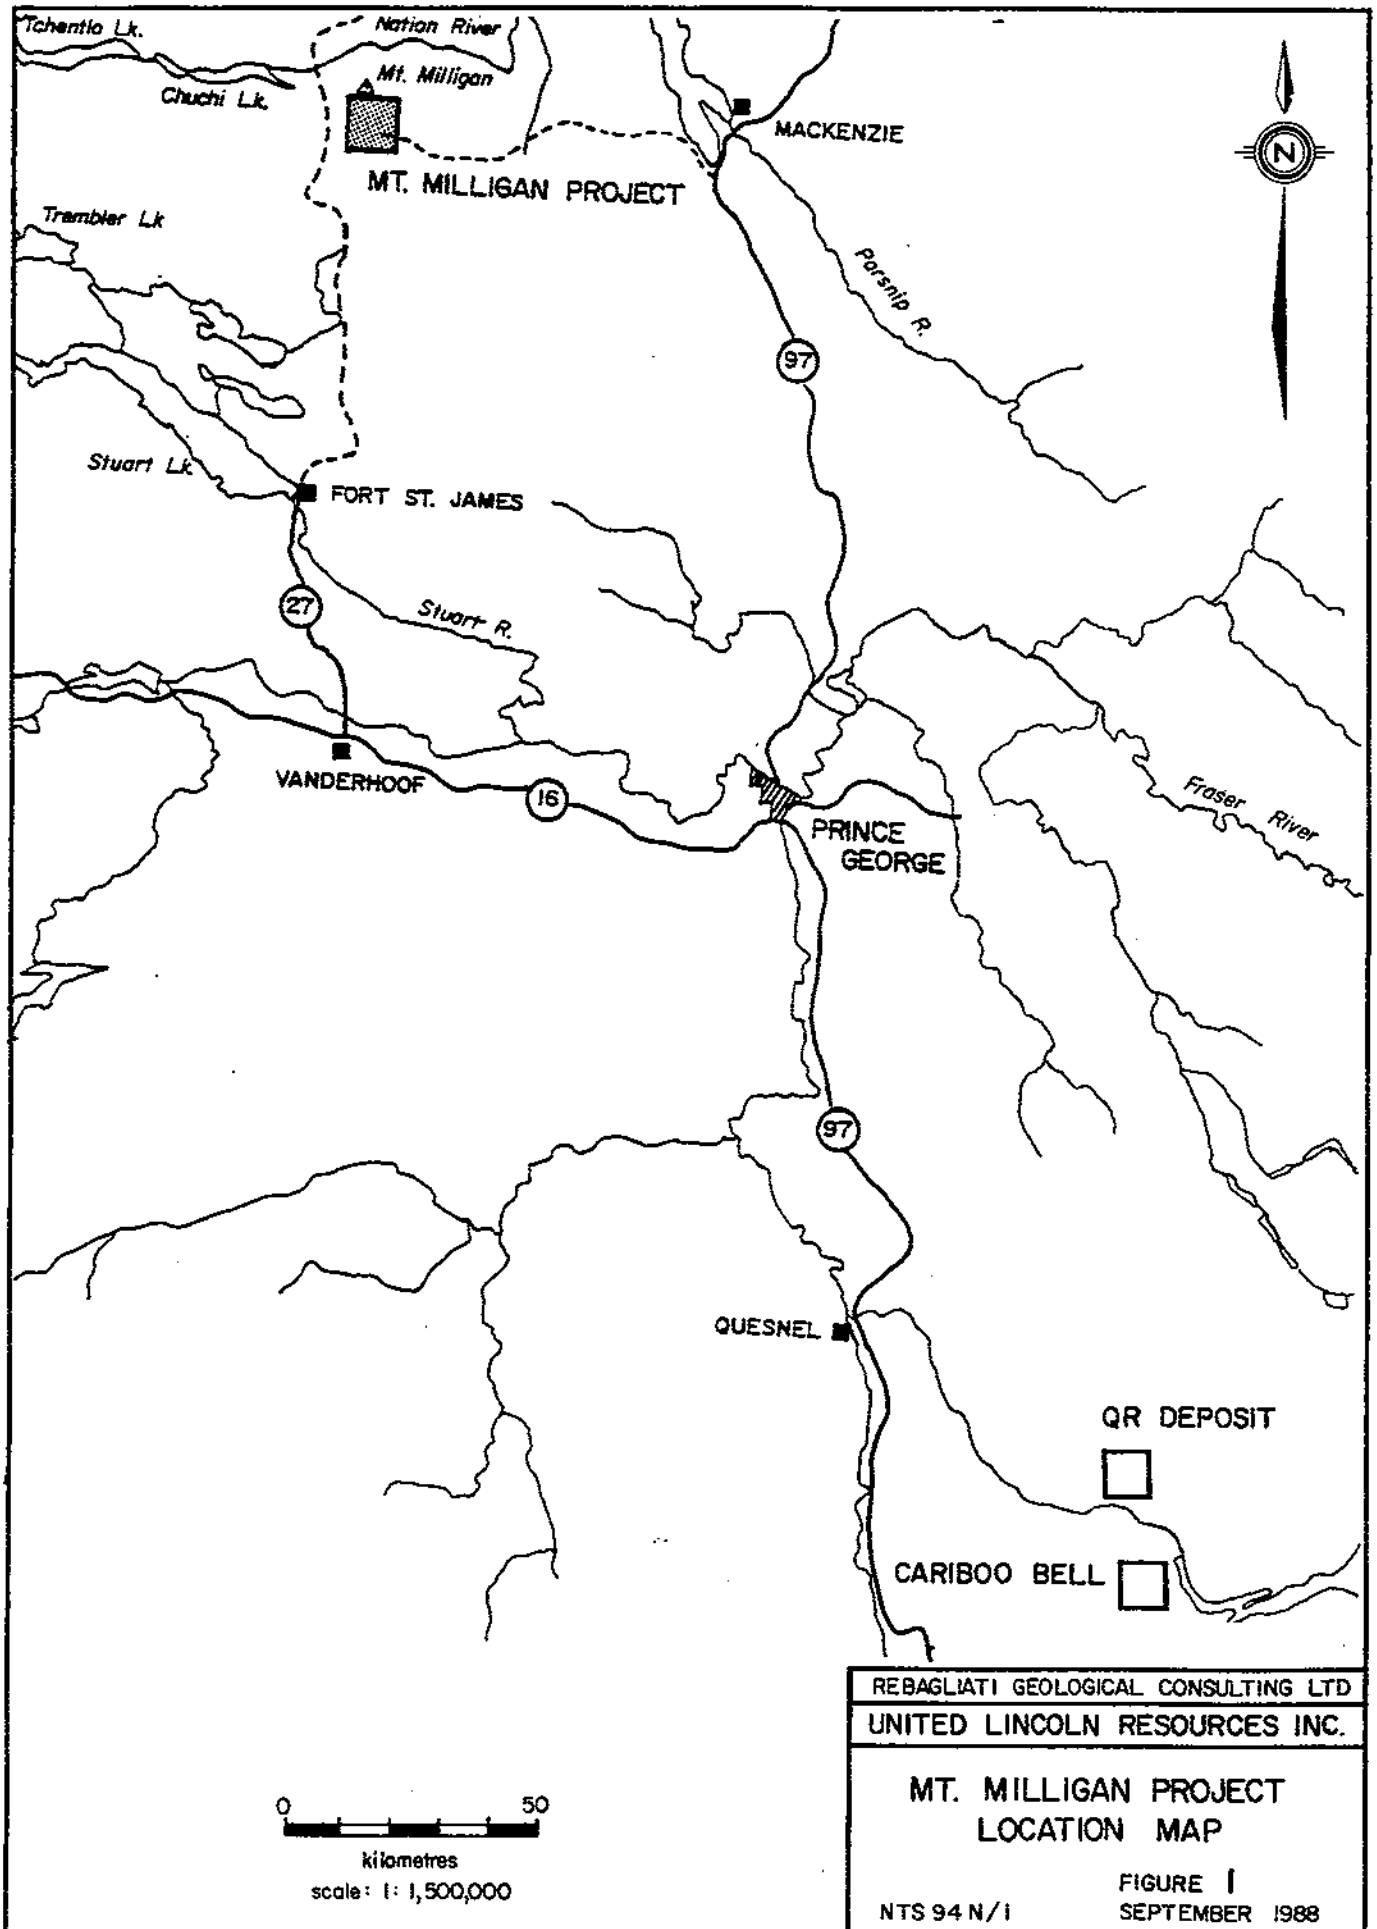 Tchentlo Lk.
Nation River
Chuchi Lk.
Mt. Milligan
MACKENZIE
N
MT. MILLIGAN PROJECT
Trembler Lk
Parsnip R.
97
Stuart Lk
FORT ST. JAMES
27
Stuart R.
VANDERHOOF
16
PRINCE
GEORGE
Fraser River
97
QUESNEL
QR DEPOSIT
CARIBOO BELL
REBAGLIATI GEOLOGICAL CONSULTING LTD
UNITED LINCOLN RESOURCES INC.
MT. MILLIGAN PROJECT
LOCATION MAP
FIGURE 1
NTS 94 N/1 SEPTEMBER 1988
0 50
kilometres
scale: 1: 1,500,000